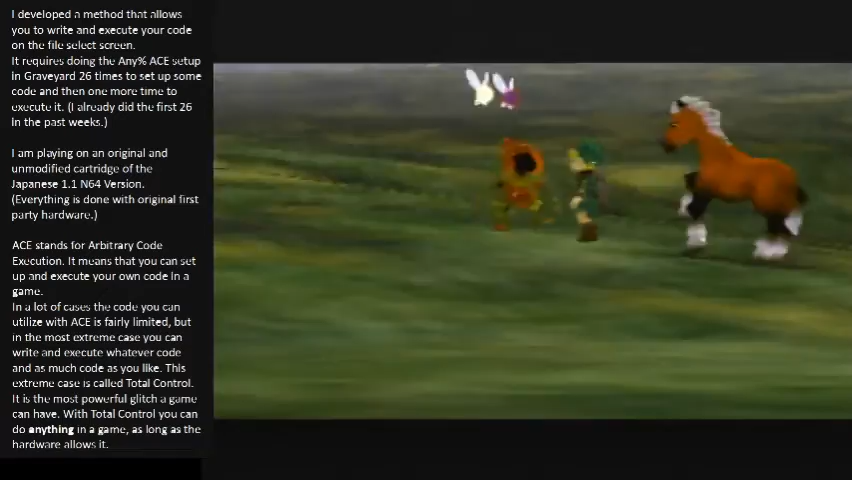 I developed a method that allows
you to write and execute your code
on the file select screen.
It requires doing the Any% ACE setup
in Graveyard 26 times to set up some
code and then one more time to
execute it. (I already did the first 26
in the past weeks.)
I am playing on an original and
unmodified cartridge of the
Japanese 1.1 N64 Version.
(Everything is done with original first
party hardware.)
ACE stands for Arbitrary Code
Execution. It means that you can set
up and execute your own code in a
game.
In a lot of cases the code you can
utilize with ACE is fairly limited, but
in the most extreme case you can
write and execute whatever code
and as much code as you like. This
extreme case is called Total Control.
It is the most powerful glitch a game
can have. With Total Control you can
do anything in a game, as long as the
hardware allows it.